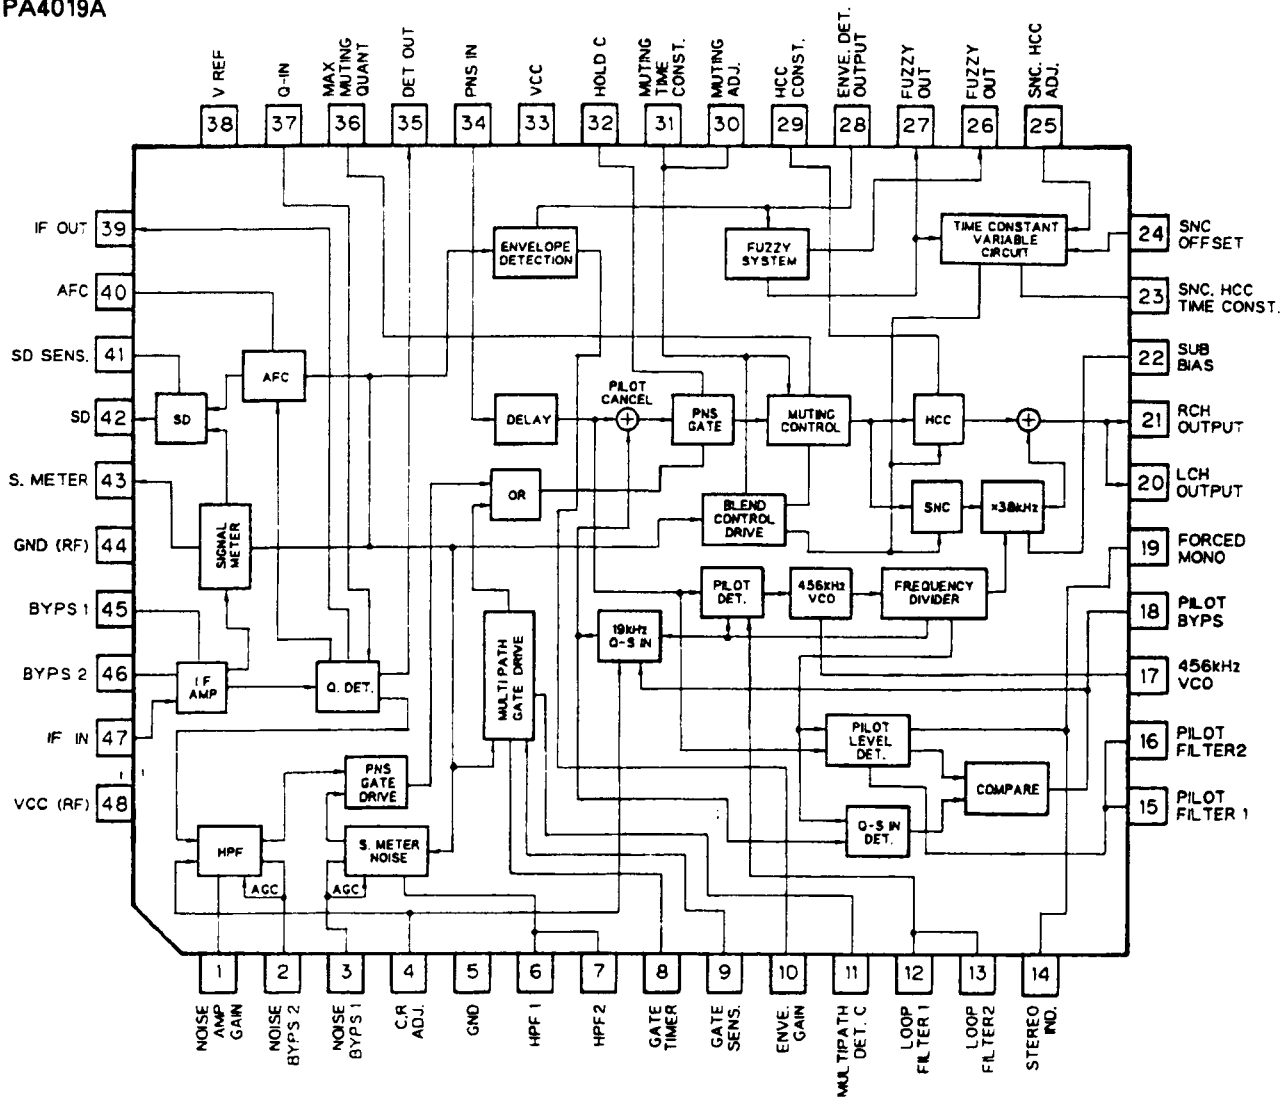 PA4019A
V REF
Q-IN
MAX
MUTING
QUANT
DET OUT
PNS IN
VCC
HOLD C
MUTING
TIME
CONST.
MUTING
ADJ.
HCC
CONST.
ENVE. DET.
OUTPUT
FUZZY
OUT
FUZZY
OUT
SNC. HCC
ADJ.
38
37
36
35
34
33
32
31
30
29
28
27
26
25
IF OUT
39
AFC
40
SD SENS.
41
SD
42
S. METER
43
GND (RF)
44
BYPS 1
45
BYPS 2
46
IF IN
47
VCC (RF)
48
ENVELOPE
DETECTION
FUZZY
SYSTEM
TIME CONSTANT
VARIABLE
CIRCUIT
AFC
SD
PILOT
CANCEL
DELAY
PNS
GATE
MUTING
CONTROL
HCC
OR
BLEND
CONTROL
DRIVE
SNC
×38kHz
SIGNAL
METER
PILOT
DET.
456kHz
VCO
FREQUENCY
DIVIDER
MULTIPATH
GATE DRIVE
19kHz
Q-S IN
I F
AMP
Q. DET.
PILOT
LEVEL
DET.
COMPARE
PNS
GATE
DRIVE
Q-S IN
DET.
HPF
S. METER
NOISE
AGC
AGC
24
SNC
OFFSET
23
SNC. HCC
TIME CONST.
22
SUB
BIAS
21
RCH
OUTPUT
20
LCH
OUTPUT
19
FORCED
MONO
18
PILOT
BYPS
17
456kHz
VCO
16
PILOT
FILTER2
15
PILOT
FILTER 1
1
2
3
4
5
6
7
8
9
10
11
12
13
14
NOISE
AMP
GAIN
NOISE
BYPS 2
NOISE
BYPS 1
C.R
ADJ.
GND
HPF 1
HPF 2
GATE
TIMER
GATE
SENS.
ENVE.
GAIN
MULTIPATH
DET. C
LOOP
FILTER 1
LOOP
FILTER2
STEREO
IND.